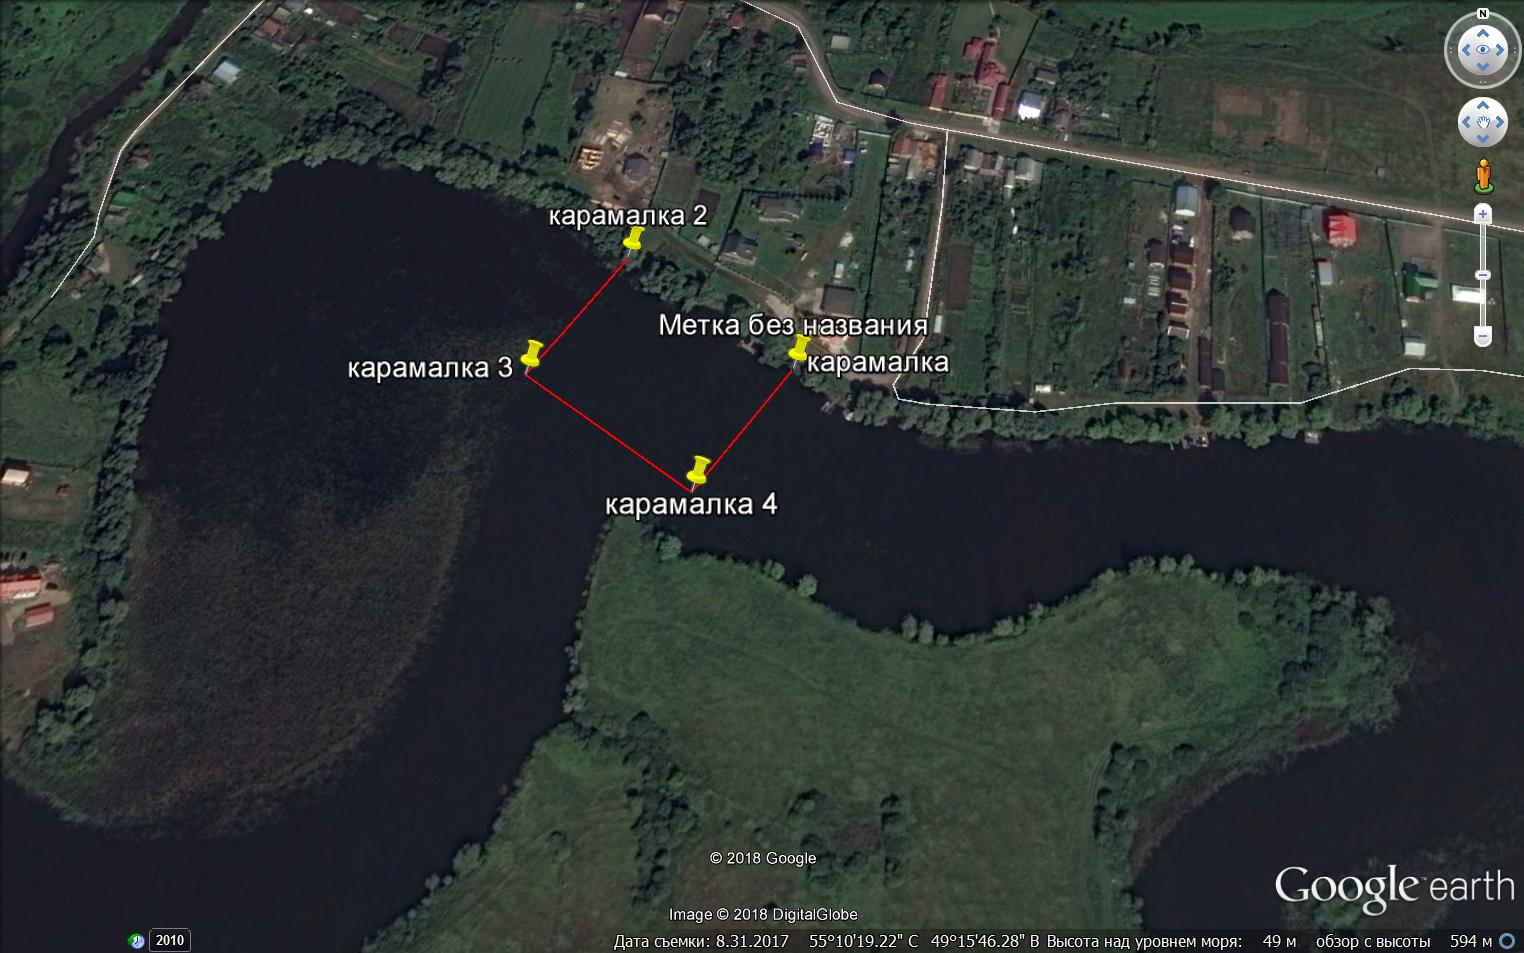 N
карамалка 2
Метка без названия
карамалка 3
карамалка
карамалка 4
© 2018 Google
Google earth
Image © 2018 DigitalGlobe
2010
Дата съемки: 8.31.2017 55°10'19.22" С 49°15'46.28" В Высота над уровнем моря: 49 м обзор с высоты 594 м